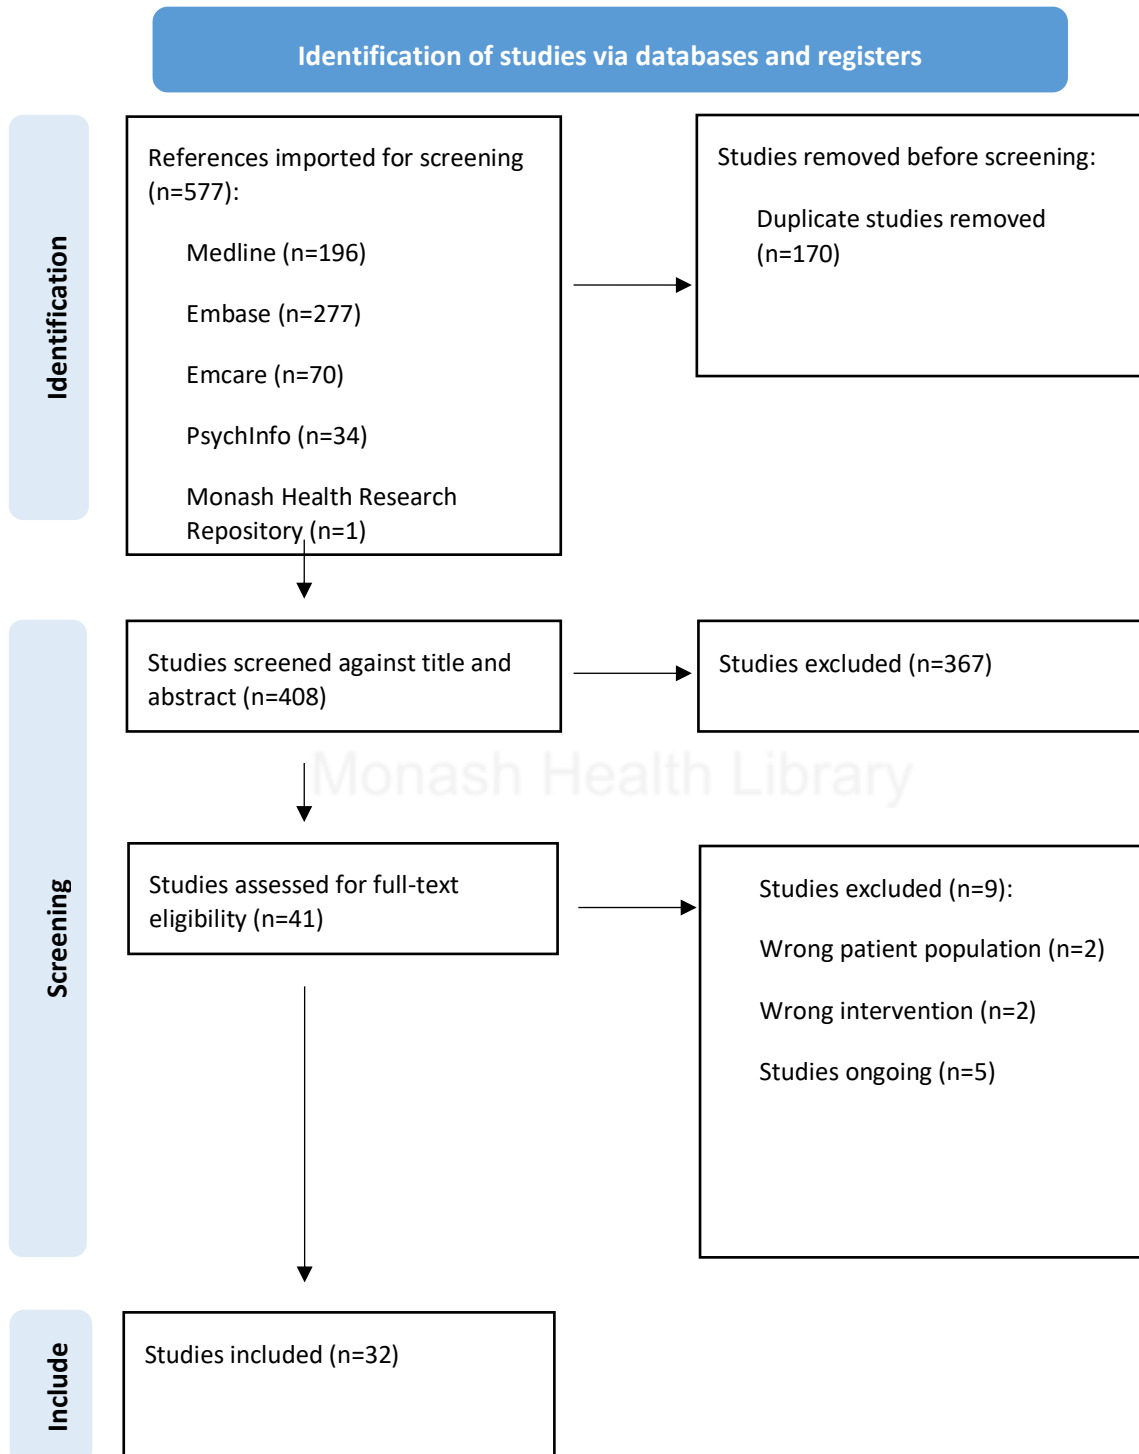 Identification of studies via databases and registers
Identification
References imported for screening
(n=577):
Medline (n=196)
Embase (n=277)
Emcare (n=70)
PsychInfo (n=34)
Monash Health Research
Repository (n=1)
Studies removed before screening:
Duplicate studies removed
(n=170)
Screening
Studies screened against title and
abstract (n=408)
Studies excluded (n=367)
Monash Health Library
Studies assessed for full-text
eligibility (n=41)
Studies excluded (n=9):
Wrong patient population (n=2)
Wrong intervention (n=2)
Studies ongoing (n=5)
Include
Studies included (n=32)